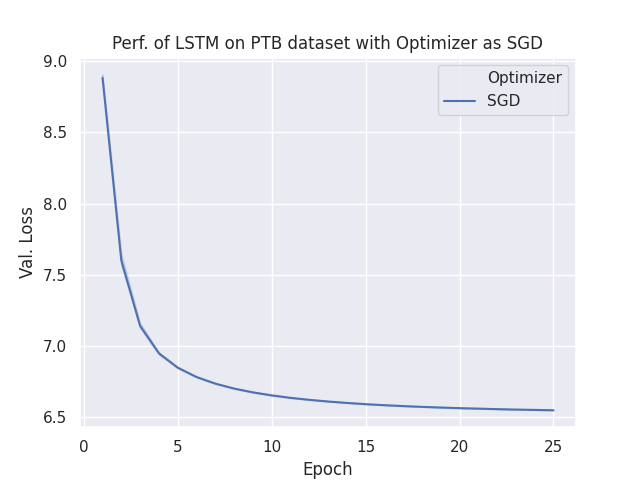 Perf. of LSTM on PTB dataset with Optimizer as SGD
Optimizer
SGD
Val. Loss
9.0
8.5
8.0
7.5
7.0
6.5
0 5 10 15 20 25
Epoch